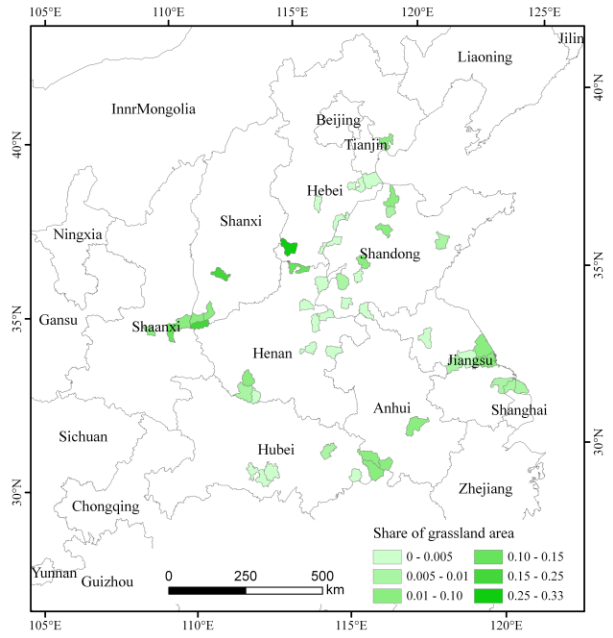 105°E 110°E 115°E 120°E 125°E
Jilin
Liaoning
40°N
InnrMongolia
Beijing
40°N
Tianjin
Hebei
Shanxi
Ningxia
Shandong
35°N
Gansu
35°N
Shaanxi
Henan
Jiangsu
Anhui
Shanghai
Sichuan
Hubei
30°N
Zhejiang
30°N
Chongqing
Share of grassland area
0 - 0.005 0.10 - 0.15
0.005 - 0.01 0.15 - 0.25
0.01 - 0.10 0.25 - 0.33
Yunnan
Guizhou
0 250 500
km
105°E 110°E 115°E 120°E